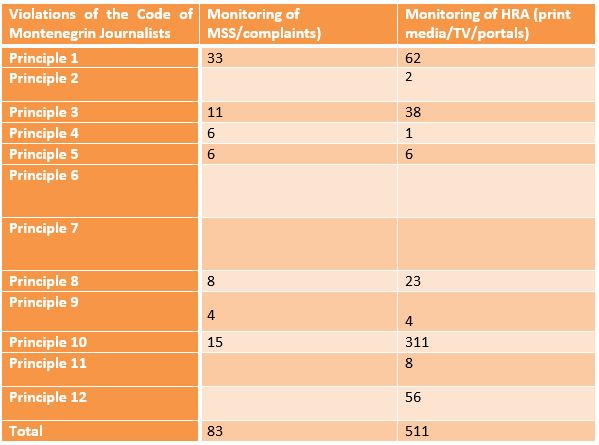 Violations of the Code of Montenegrin Journalists | Monitoring of MSS/complaints) | Monitoring of HRA (print media/TV/portals)
Principle 1 | 33 | 62
Principle 2 | | 2
Principle 3 | 11 | 38
Principle 4 | 6 | 1
Principle 5 | 6 | 6
Principle 6
Principle 7
Principle 8 | 8 | 23
Principle 9 | 4 | 4
Principle 10 | 15 | 311
Principle 11 | | 8
Principle 12 | | 56
Total | 83 | 511